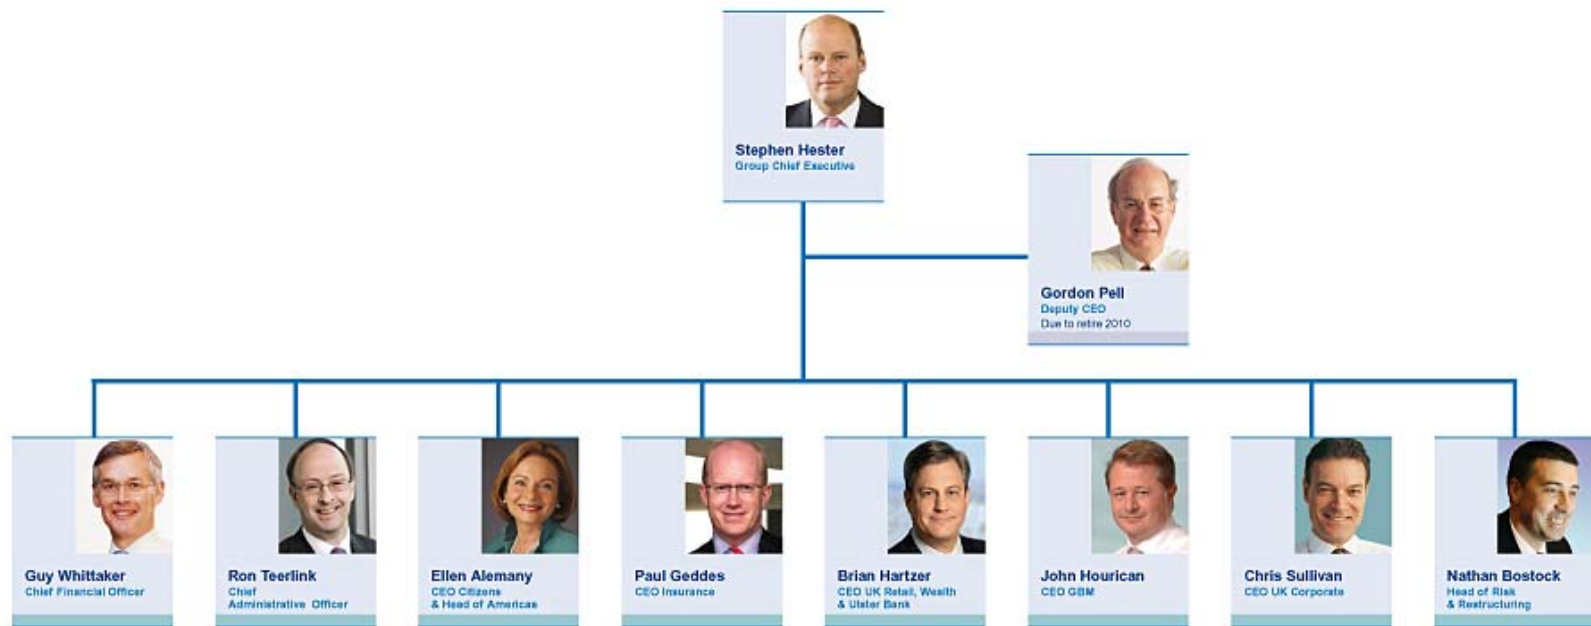 Stephen Hester
Group Chief Executive
Gordon Pell
Deputy CEO
Due to retire 2010
Guy Whittaker
Chief Financial Officer
Ron Teerlink
Chief
Administrative Officer
Ellen Alemany
CEO Citizens
& Head of Americas
Paul Geddes
CEO Insurance
Brian Hartzer
CEO UK Retail, Wealth
& Ulster Bank
John Hourican
CEO GBM
Chris Sullivan
CEO UK Corporate
Nathan Bostock
Head of Risk
& Restructuring